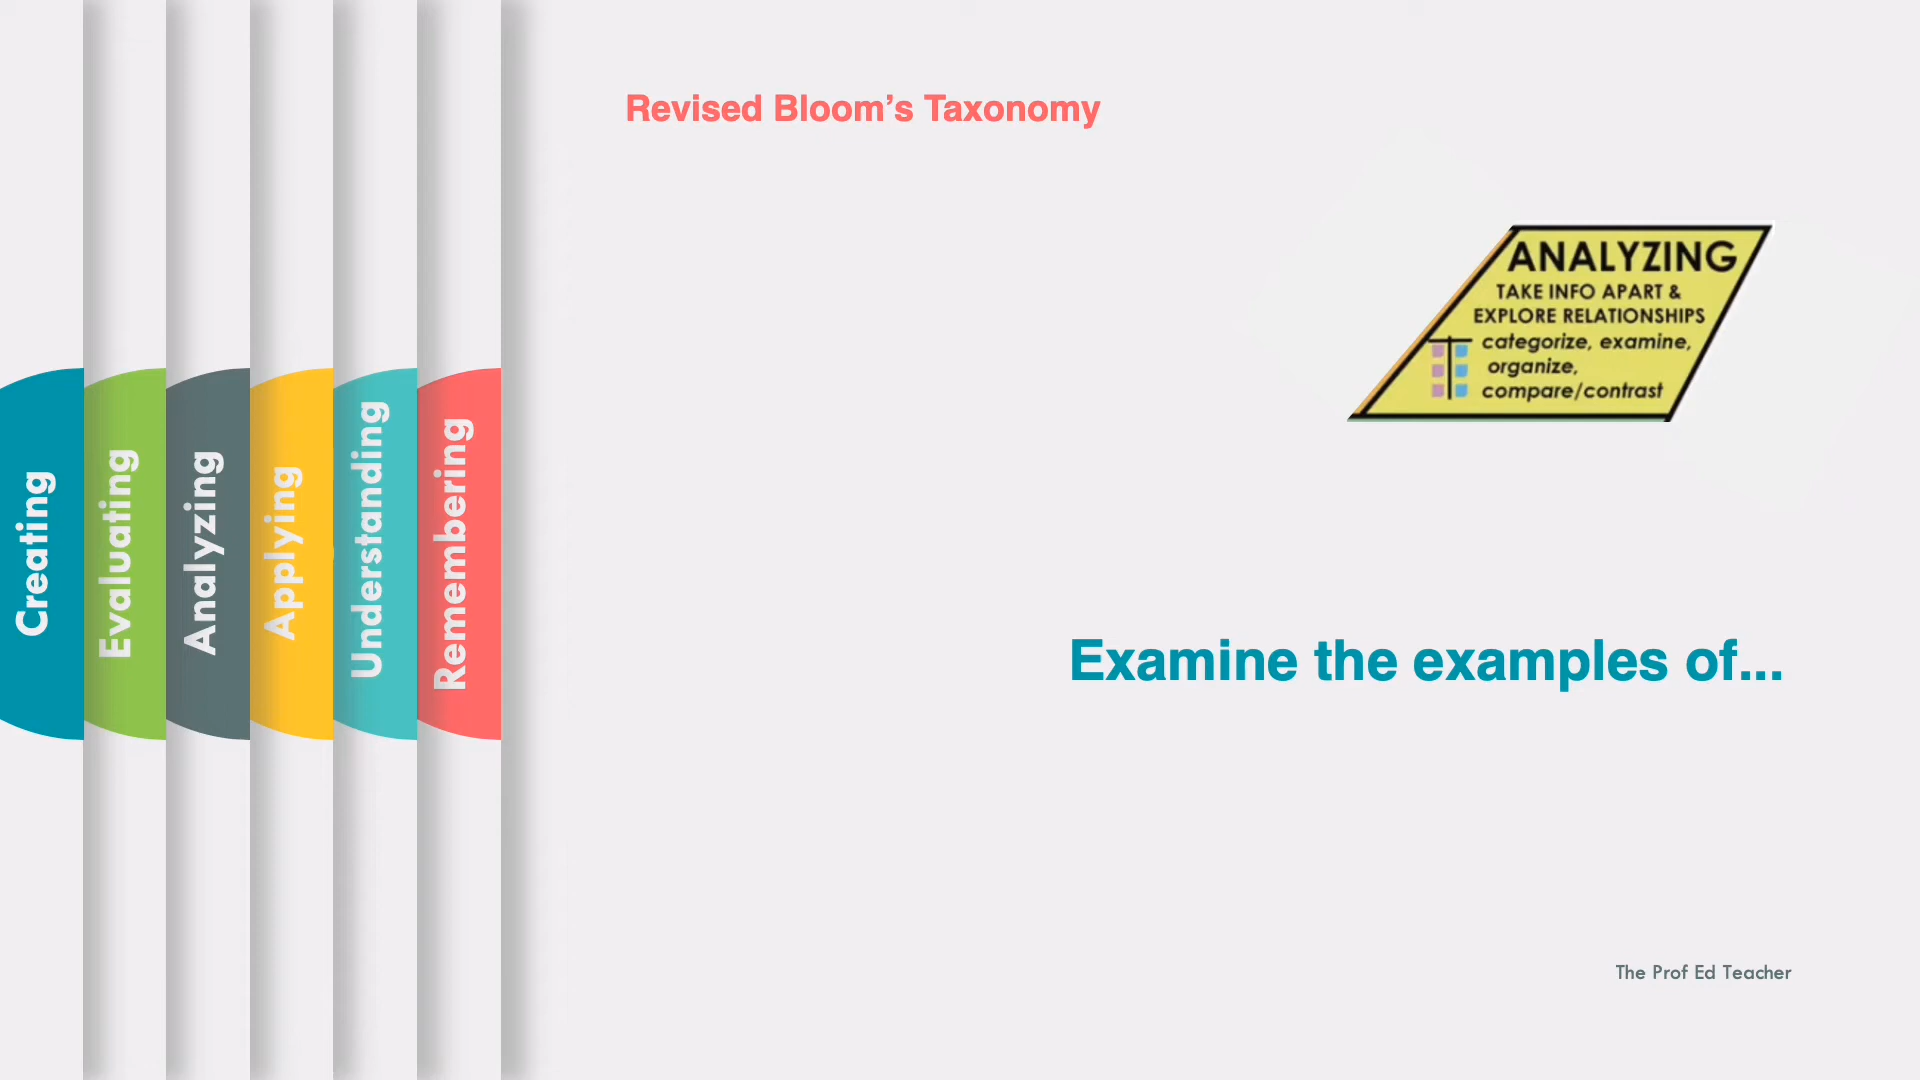 Revised Bloom’s Taxonomy
Creating
Evaluating
Analyzing
Applying
Understanding
Remembering
ANALYZING
TAKE INFO APART &
EXPLORE RELATIONSHIPS
categorize, examine,
organize,
compare/contrast
Examine the examples of...
The Prof Ed Teacher